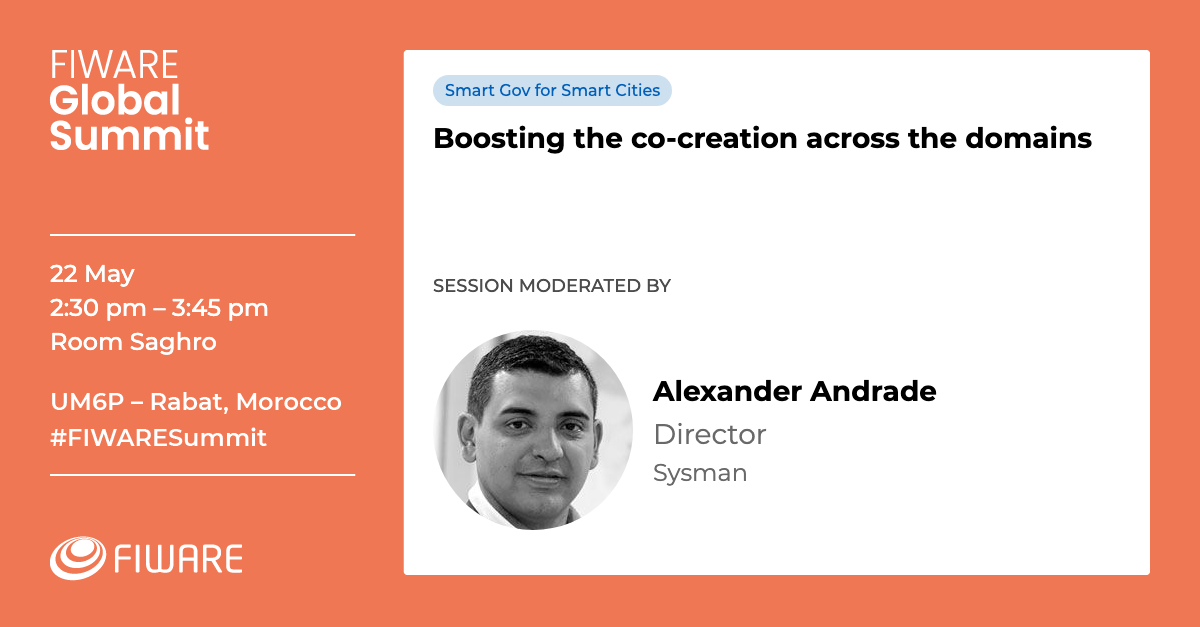 FIWARE
Global
Summit
22 May
2:30 pm – 3:45 pm
Room Saghro
UM6P – Rabat, Morocco
#FIWARESummit
FIWARE
Smart Gov for Smart Cities
Boosting the co-creation across the domains
SESSION MODERATED BY
Alexander Andrade
Director
Sysman